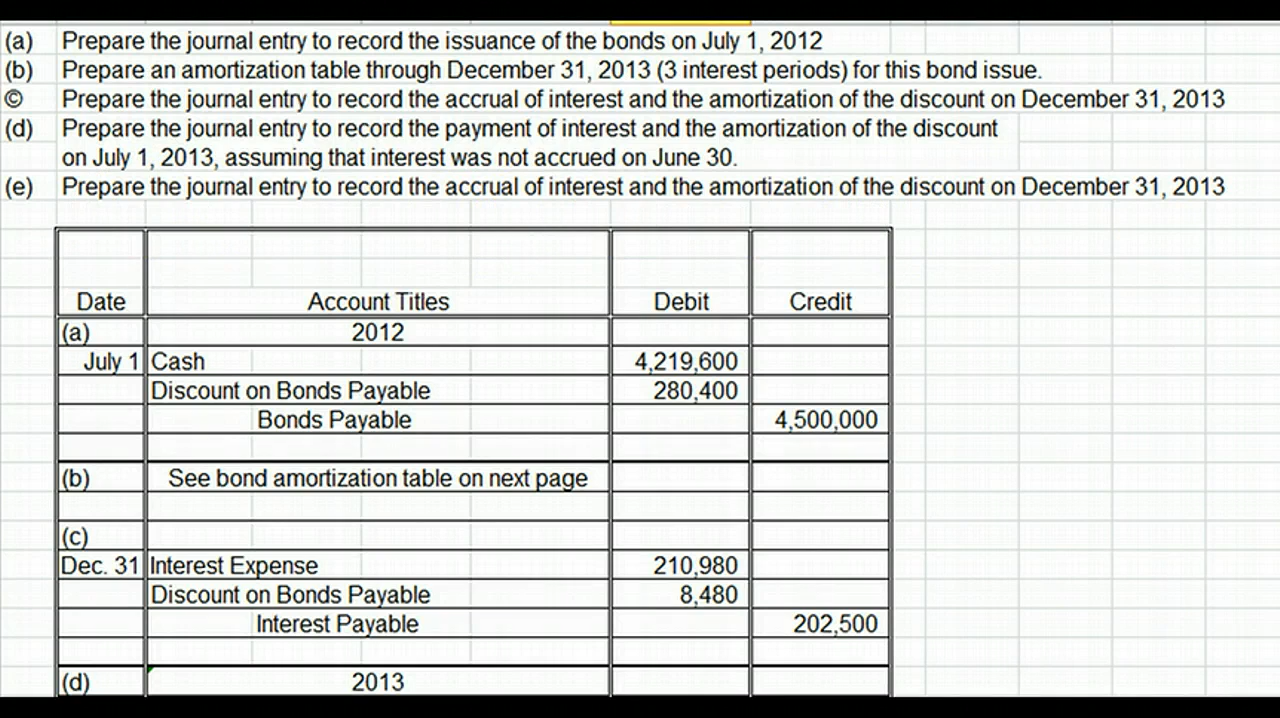 (a) Prepare the journal entry to record the issuance of the bonds on July 1, 2012
(b) Prepare an amortization table through December 31, 2013 (3 interest periods) for this bond issue.
© Prepare the journal entry to record the accrual of interest and the amortization of the discount on December 31, 2013
(d) Prepare the journal entry to record the payment of interest and the amortization of the discount
on July 1, 2013, assuming that interest was not accrued on June 30.
(e) Prepare the journal entry to record the accrual of interest and the amortization of the discount on December 31, 2013
Date Account Titles Debit Credit
(a) 2012
July 1 Cash 4,219,600
Discount on Bonds Payable 280,400
Bonds Payable 4,500,000
(b) See bond amortization table on next page
(c)
Dec. 31 Interest Expense 210,980
Discount on Bonds Payable 8,480
Interest Payable 202,500
(d) 2013